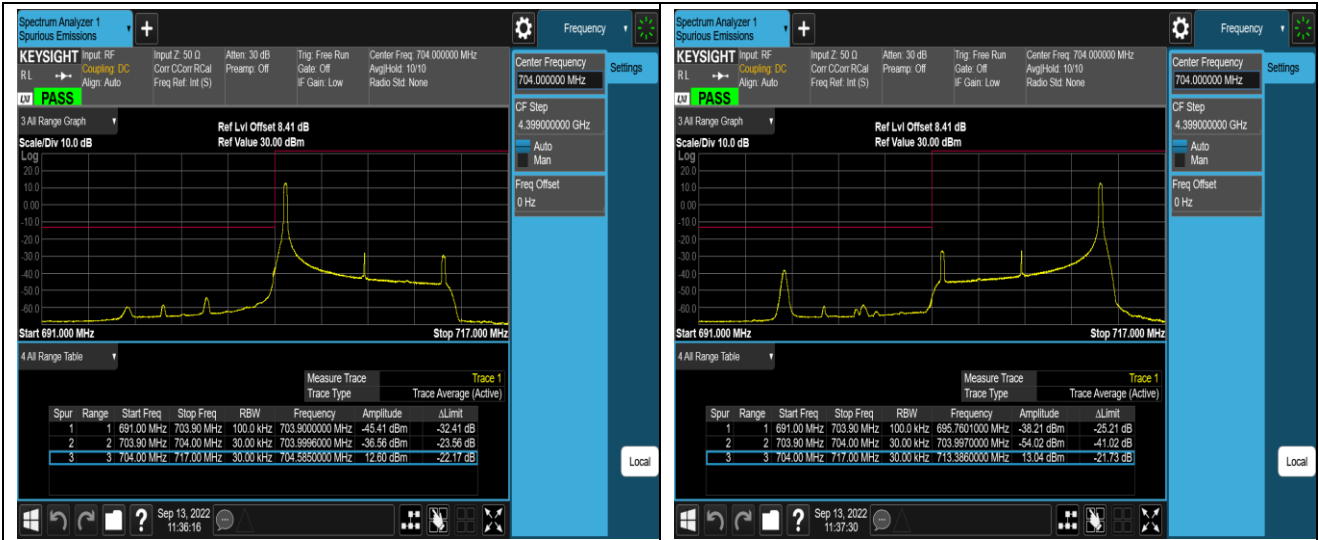 Spectrum Analyzer 1
Spurious Emissions
+
Frequency
KEYSIGHT
RL
Input: RF
Coupling: DC
Align: Auto
Input Z: 50 Ω
Corr CCorr RCal
Freq Ref: Int (S)
Atten: 30 dB
Preamp: Off
Trig: Free Run
Gate: Off
IF Gain: Low
Center Freq: 704.000000 MHz
Avg|Hold: 10/10
Radio Std: None
LXI PASS
Center Frequency
704.000000 MHz
Settings
CF Step
4.399000000 GHz
Auto
Man
Freq Offset
0 Hz
3 All Range Graph
Ref Lvl Offset 8.41 dB
Scale/Div 10.0 dB Ref Value 30.00 dBm
Log
20.0
10.0
0.00
-10.0
-20.0
-30.0
-40.0
-50.0
-60.0
Start 691.000 MHz Stop 717.000 MHz
4 All Range Table
Measure Trace Trace 1
Trace Type Trace Average (Active)
Spur Range Start Freq Stop Freq RBW Frequency Amplitude ΔLimit
1 1 691.00 MHz 703.90 MHz 100.0 kHz 703.9000000 MHz -45.41 dBm -32.41 dB
2 2 703.90 MHz 704.00 MHz 30.00 kHz 703.9996000 MHz -36.56 dBm -23.56 dB
3 3 704.00 MHz 717.00 MHz 30.00 kHz 704.5850000 MHz 12.60 dBm -22.17 dB
Local
?
Sep 13, 2022
11:36:16
Spectrum Analyzer 1
Spurious Emissions
+
Frequency
KEYSIGHT
RL
Input: RF
Coupling: DC
Align: Auto
Input Z: 50 Ω
Corr CCorr RCal
Freq Ref: Int (S)
Atten: 30 dB
Preamp: Off
Trig: Free Run
Gate: Off
IF Gain: Low
Center Freq: 704.000000 MHz
Avg|Hold: 10/10
Radio Std: None
LXI PASS
Center Frequency
704.000000 MHz
Settings
CF Step
4.399000000 GHz
Auto
Man
Freq Offset
0 Hz
3 All Range Graph
Ref Lvl Offset 8.41 dB
Scale/Div 10.0 dB Ref Value 30.00 dBm
Log
20.0
10.0
0.00
-10.0
-20.0
-30.0
-40.0
-50.0
-60.0
Start 691.000 MHz Stop 717.000 MHz
4 All Range Table
Measure Trace Trace 1
Trace Type Trace Average (Active)
Spur Range Start Freq Stop Freq RBW Frequency Amplitude ΔLimit
1 1 691.00 MHz 703.90 MHz 100.0 kHz 695.7601000 MHz -38.21 dBm -25.21 dB
2 2 703.90 MHz 704.00 MHz 30.00 kHz 703.9970000 MHz -54.02 dBm -41.02 dB
3 3 704.00 MHz 717.00 MHz 30.00 kHz 713.3860000 MHz 13.04 dBm -21.73 dB
Local
?
Sep 13, 2022
11:37:30